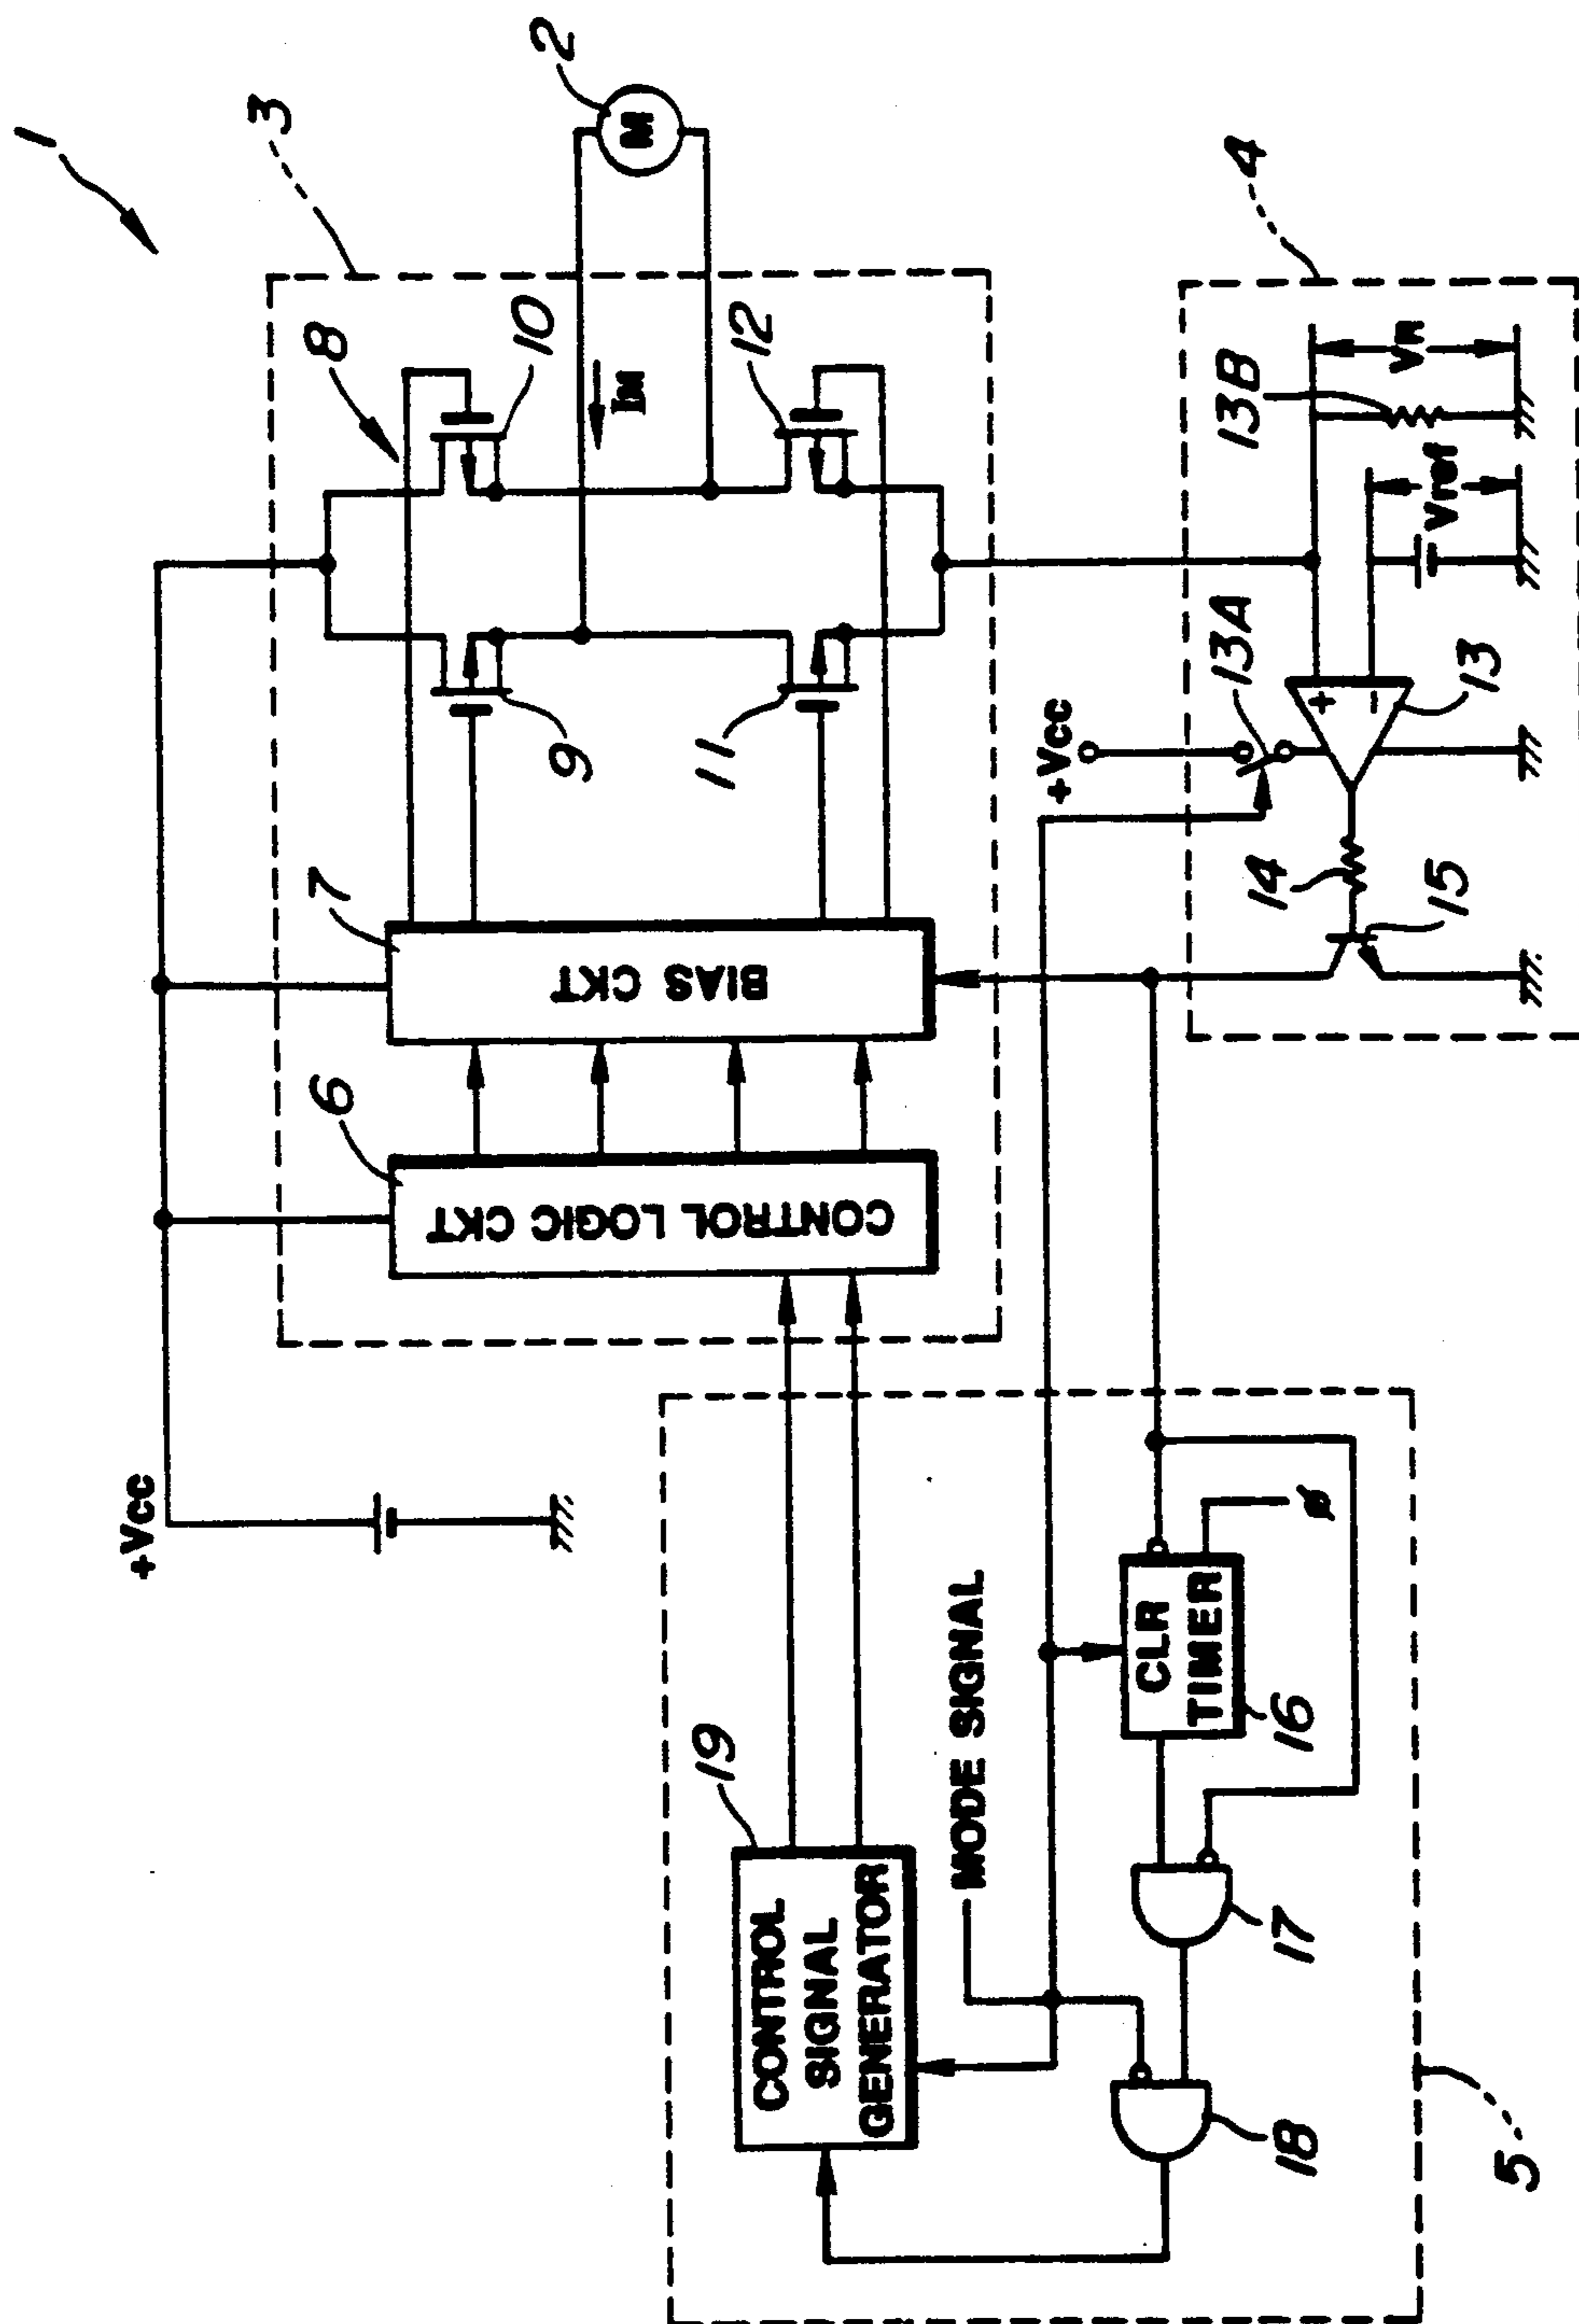 1
2
3
+Vcc
8
10
IM
M
12
9
11
7
BIAS CKT
6
CONTROL LOGIC CKT
4
13B
VR
Vref
13A
+Vcc
+
−
13
14
15
19
CONTROL
SIGNAL
GENERATOR
MODE SIGNAL
CLR
TIMER
16
ø
17
18
5